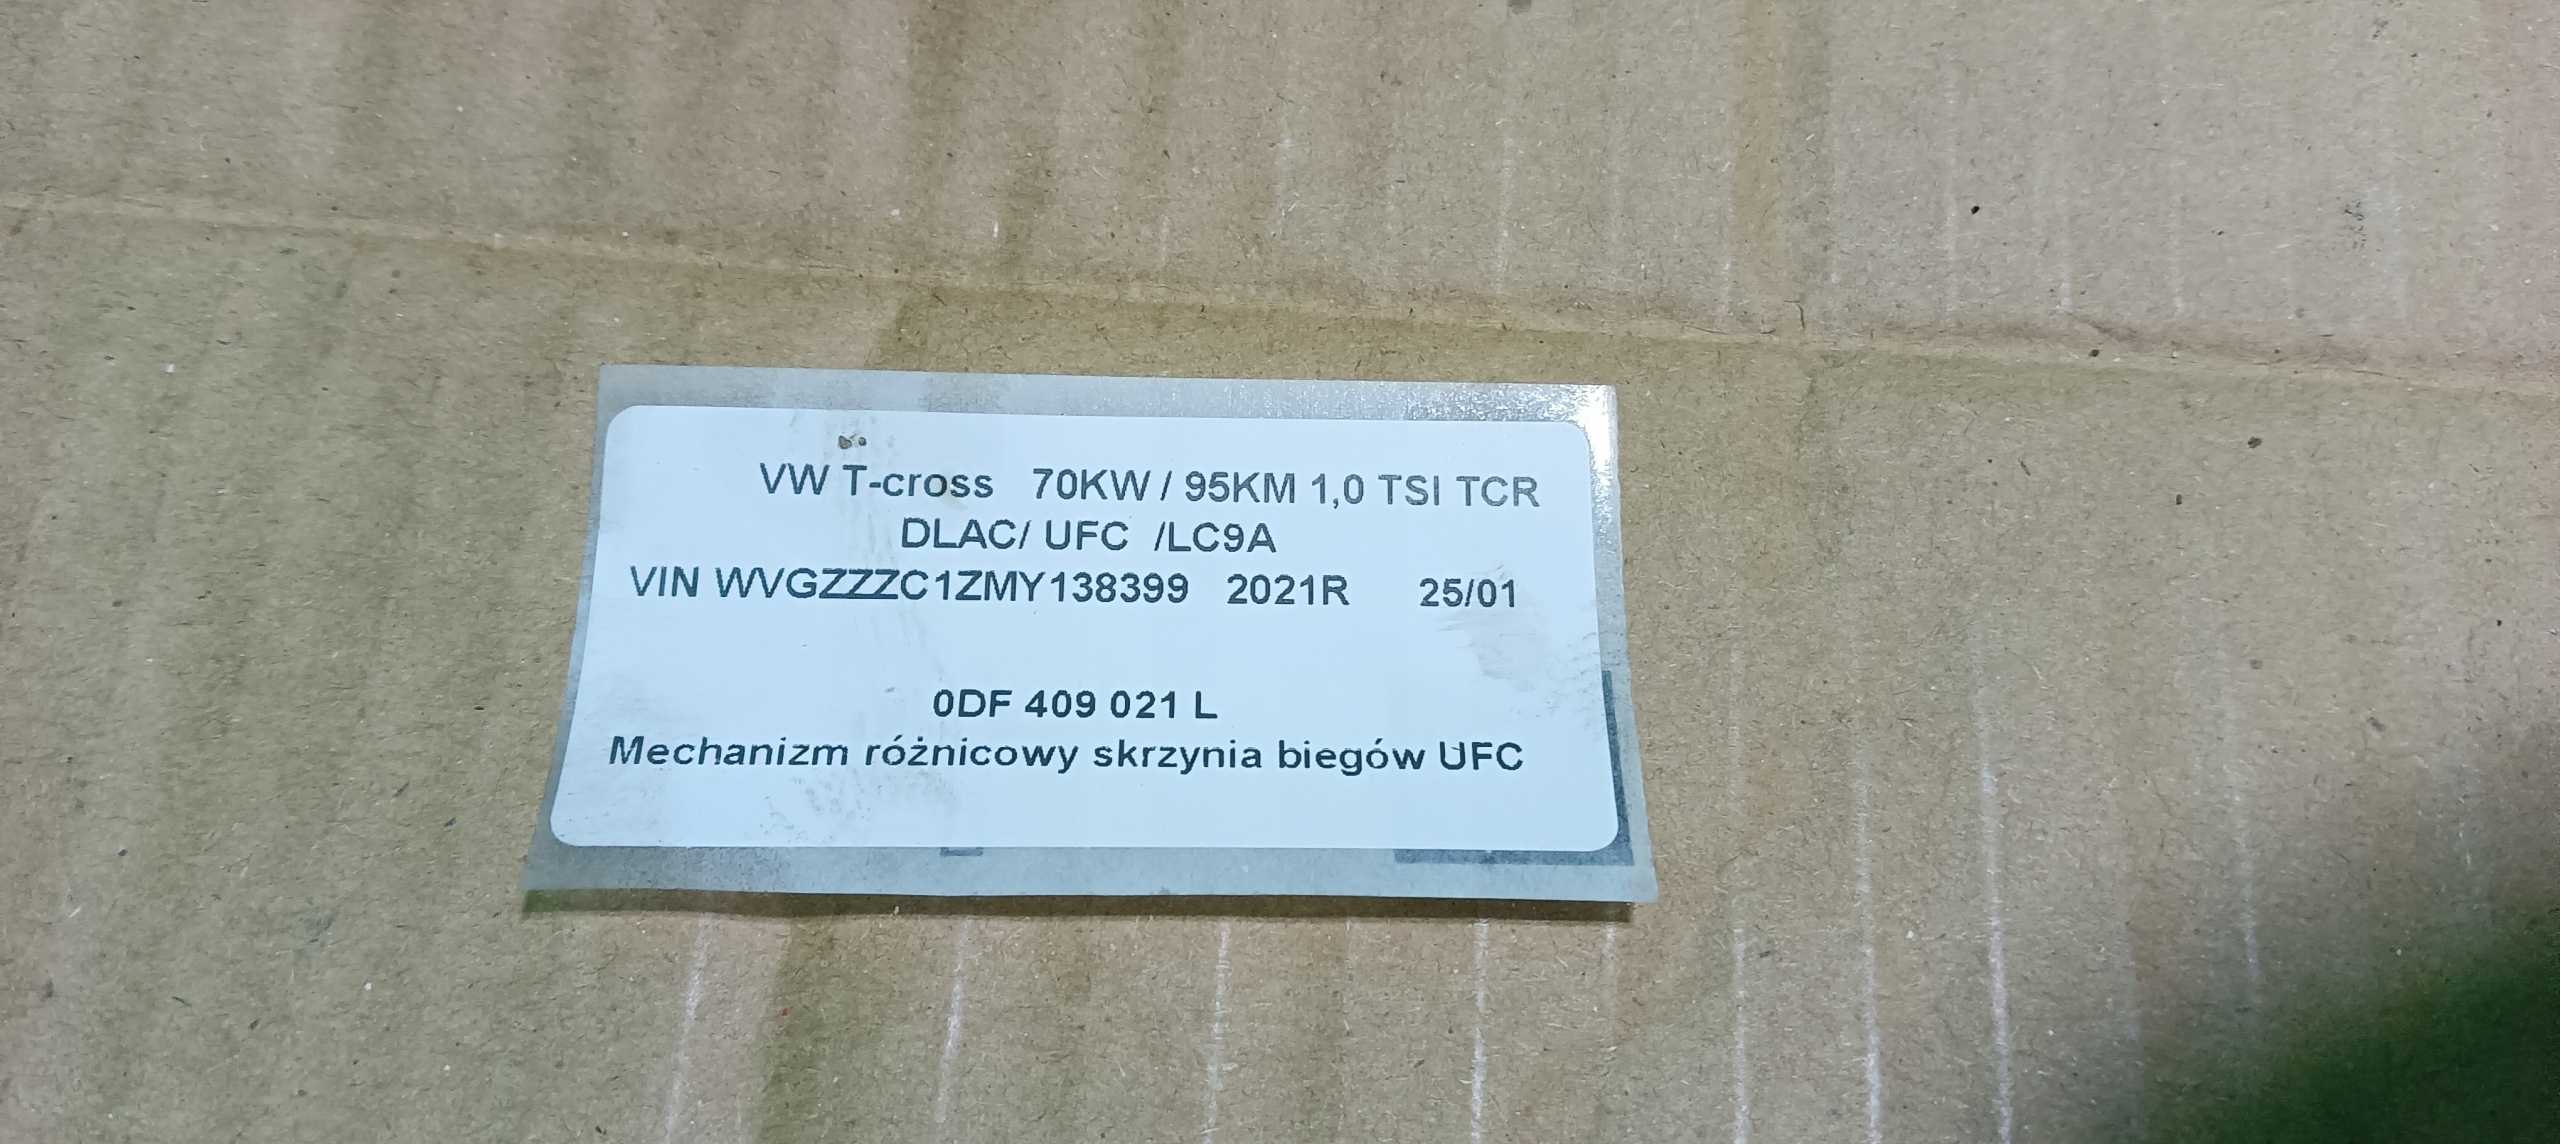 VW T-cross 70KW / 95KM 1,0 TSI TCR
DLAC/ UFC /LC9A
VIN WVGZZZC1ZMY138399 2021R 25/01
0DF 409 021 L
Mechanizm różnicowy skrzynia biegów UFC